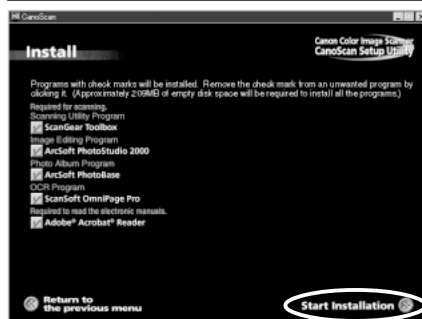 CanoScan
Canon Color Image Scanner
CanoScan Setup Utility
Install
Programs with check marks will be installed. Remove the check mark from an unwanted program by
clicking it. (Approximately 209MB of empty disk space will be required to install all the programs.)
Required for scanning.
Scanning Utility Program
ScanGear Toolbox
Image Editing Program
ArcSoft PhotoStudio 2000
Photo Album Program
ArcSoft PhotoBase
OCR Program
ScanSoft OmniPage Pro
Required to read the electronic manuals.
Adobe® Acrobat® Reader
Return to
the previous menu
Start Installation